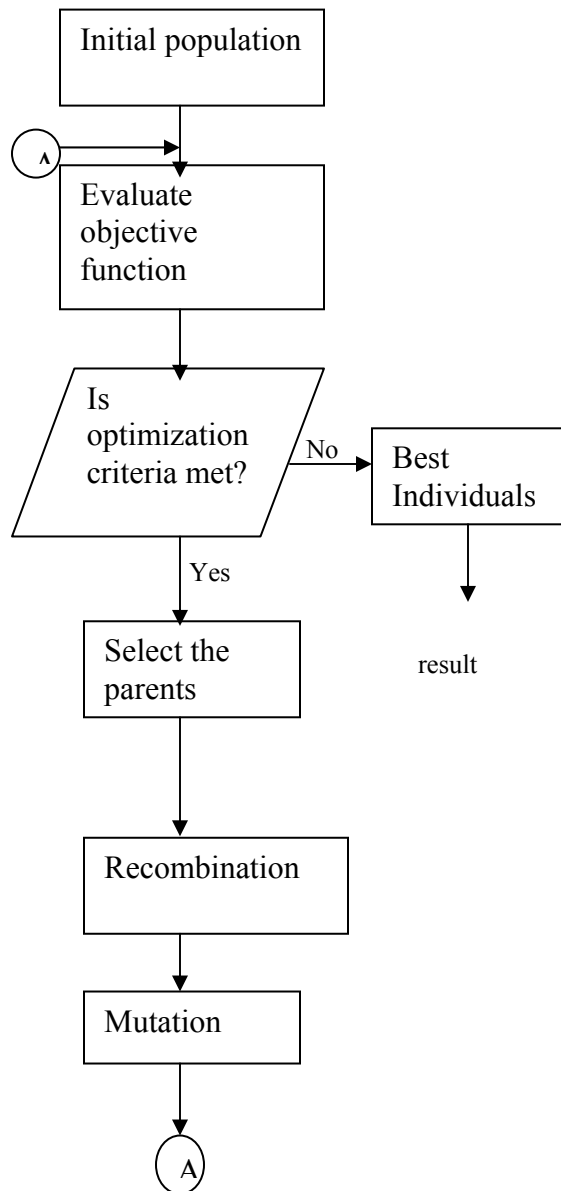 Initial population
Evaluate
objective
function
Is
optimization
criteria met?
No
Best
Individuals
Yes
result
Select the
parents
Recombination
Mutation
A